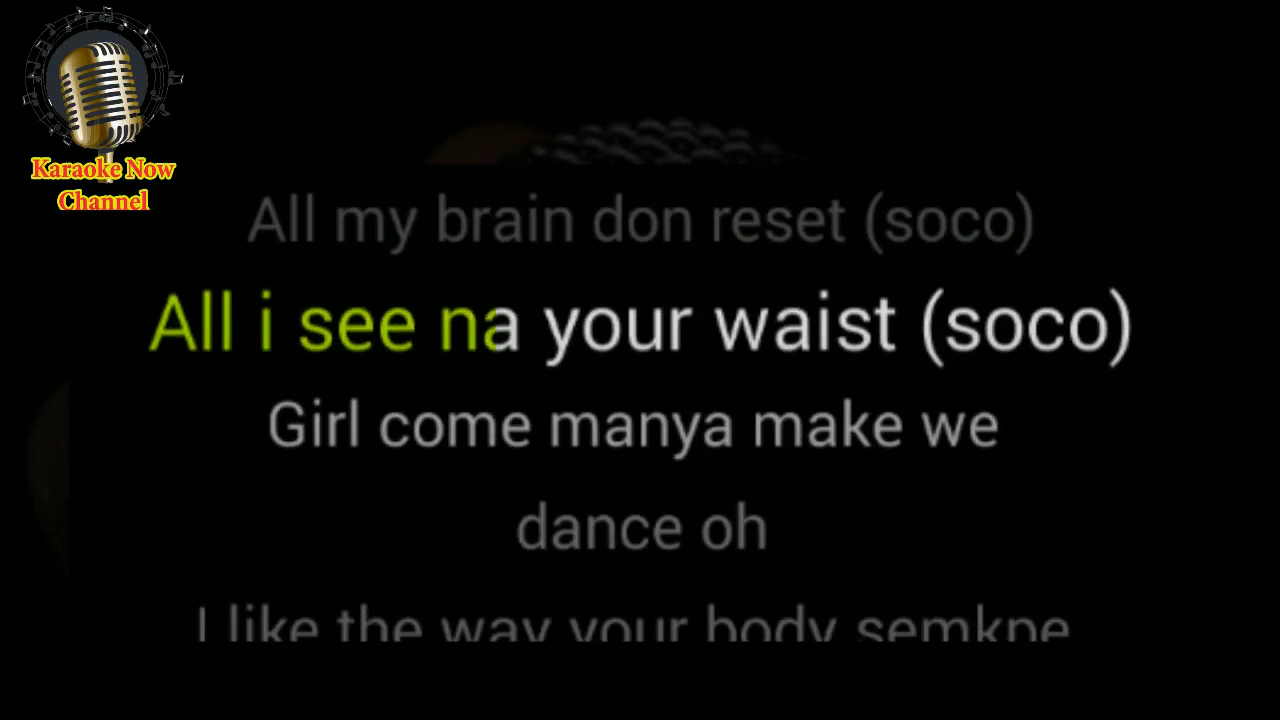 Karaoke Now
Channel
All my brain don reset (soco)
All i see na your waist (soco)
Girl come manya make we
dance oh
I like the way your body semkpe